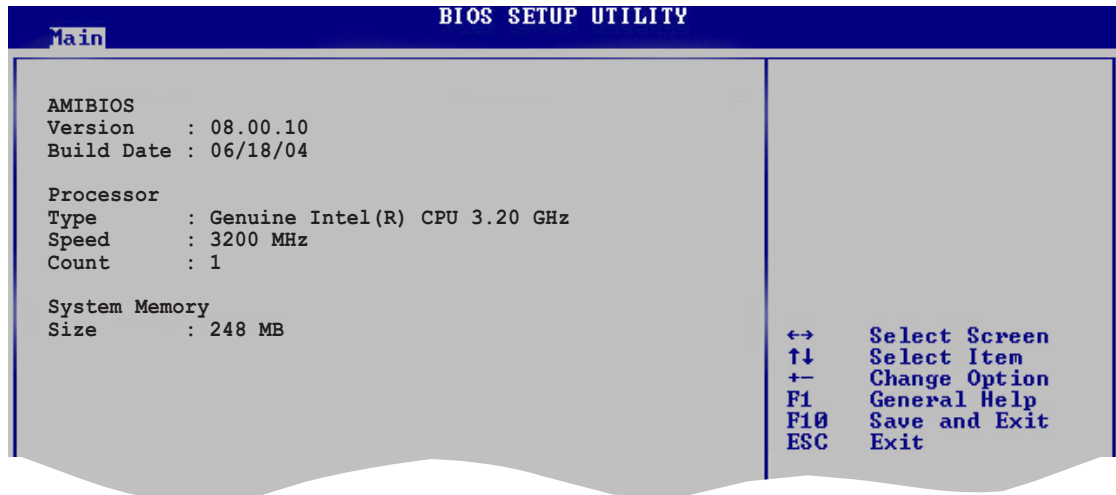 BIOS SETUP UTILITY
Main
AMIBIOS
Version : 08.00.10
Build Date : 06/18/04
Processor
Type : Genuine Intel(R) CPU 3.20 GHz
Speed : 3200 MHz
Count : 1
System Memory
Size : 248 MB
←→ Select Screen
↑↓ Select Item
+− Change Option
F1 General Help
F10 Save and Exit
ESC Exit